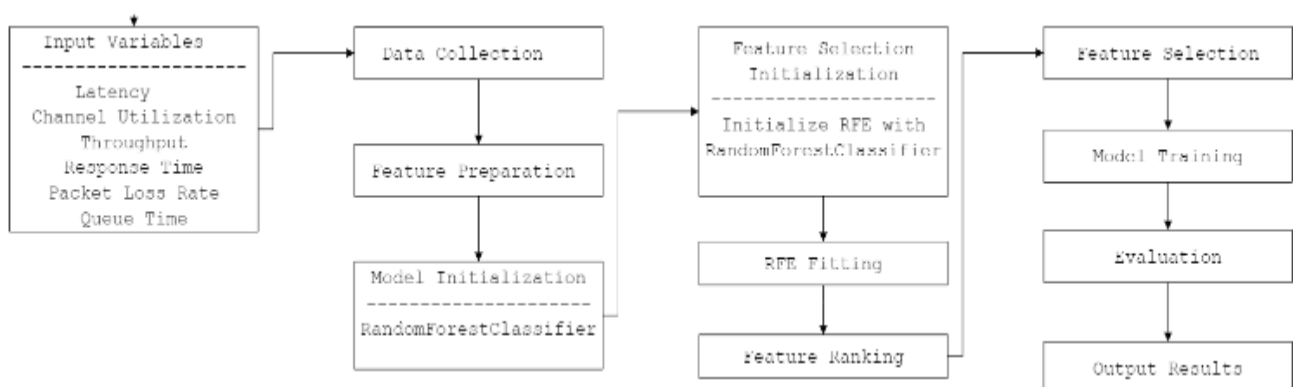 Input Variables
Latency
Channel Utilization
Throughput
Response Time
Packet Loss Rate
Queue Time
Data Collection
Feature Preparation
Model Initialization
RandomForestClassifier
Feature Selection
Initialization
Initialize RFE with
RandomForestClassifier
RFE Fitting
Feature Ranking
Feature Selection
Model Training
Evaluation
Output Results